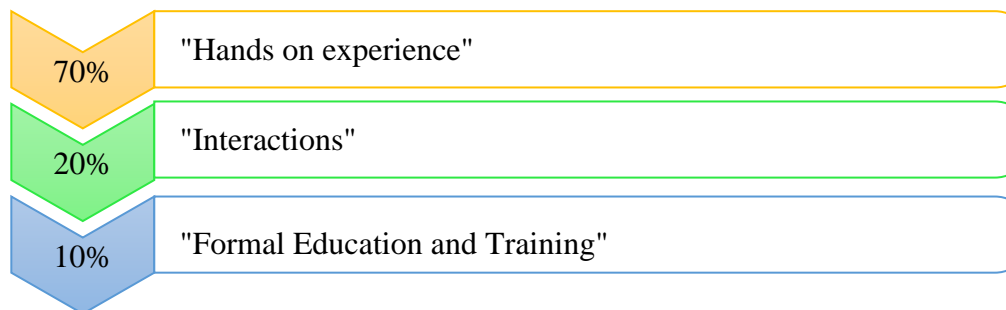 70%
"Hands on experience"
20%
"Interactions"
10%
"Formal Education and Training"